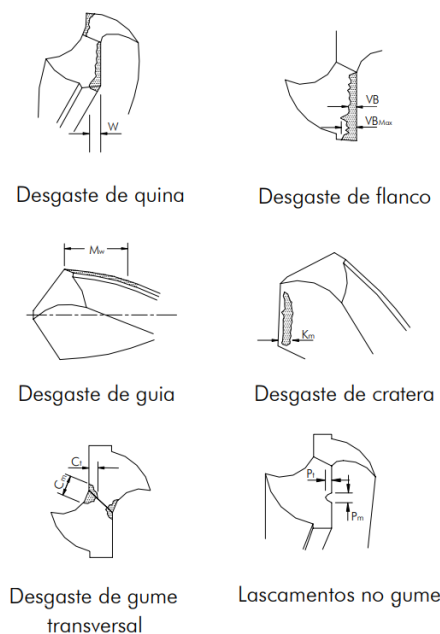 W
VB
VBMax
Desgaste de quina
Desgaste de flanco
Mw
Km
Desgaste de guia
Desgaste de cratera
Ct
Cm
Pt
Pm
Desgaste de gume
transversal
Lascamentos no gume